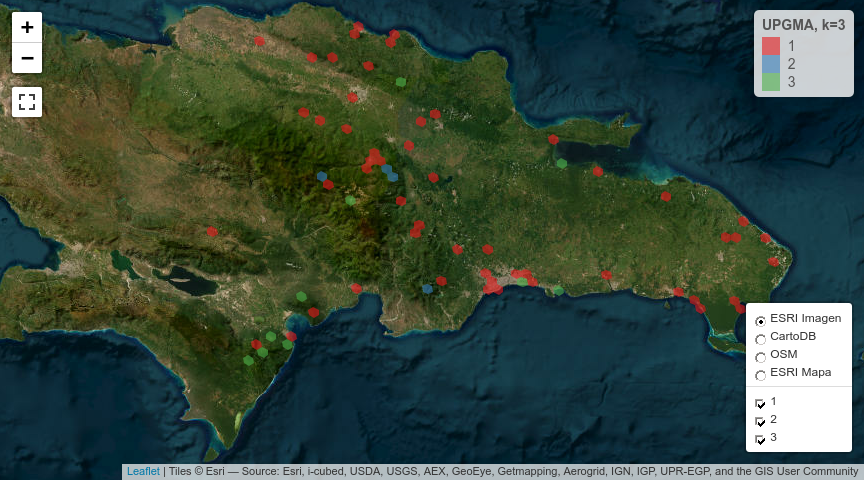 +
−
UPGMA, k=3
1
2
3
ESRI Imagen
CartoDB
OSM
ESRI Mapa
1
2
3
Leaflet | Tiles © Esri — Source: Esri, i-cubed, USDA, USGS, AEX, GeoEye, Getmapping, Aerogrid, IGN, IGP, UPR-EGP, and the GIS User Community